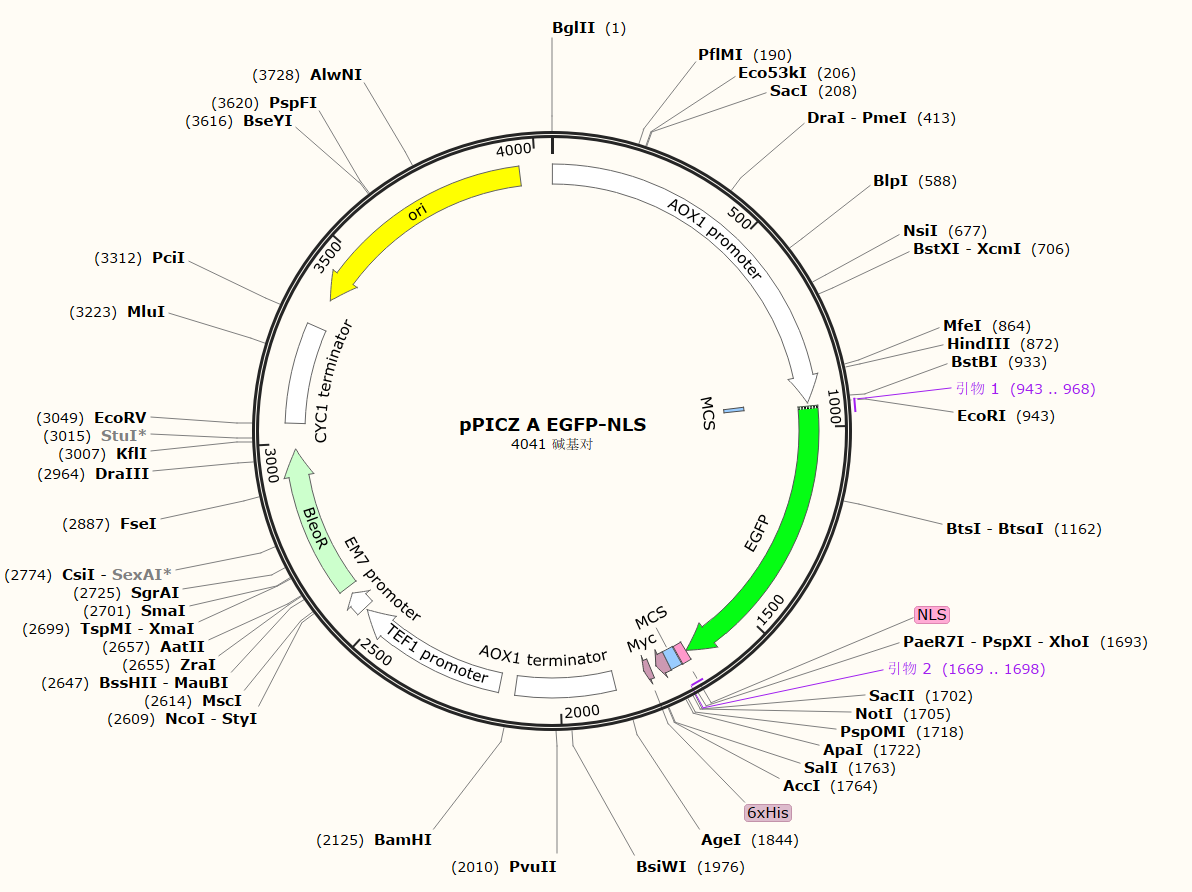 BglII (1)
PflMI (190)
Eco53kI (206)
SacI (208)
DraI - PmeI (413)
BlpI (588)
NsiI (677)
BstXI - XcmI (706)
MfeI (864)
HindIII (872)
BstBI (933)
引物 1 (943 .. 968)
EcoRI (943)
BtsI - BtsαI (1162)
NLS
PaeR7I - PspXI - XhoI (1693)
引物 2 (1669 .. 1698)
SacII (1702)
NotI (1705)
PspOMI (1718)
ApaI (1722)
SalI (1763)
AccI (1764)
6xHis
AgeI (1844)
BsiWI (1976)
(2010) PvuII
(2125) BamHI
(2609) NcoI - StyI
(2614) MscI
(2647) BssHII - MauBI
(2655) ZraI
(2657) AatII
(2699) TspMI - XmaI
(2701) SmaI
(2725) SgrAI
(2774) CsiI - SexAI*
(2887) FseI
(2964) DraIII
(3007) KflI
(3015) StuI*
(3049) EcoRV
(3223) MluI
(3312) PciI
(3616) BseYI
(3620) PspFI
(3728) AlwNI
4000
500
1000
1500
2000
2500
3000
3500
AOX1 promoter
MCS
EGFP
MCS
Myc
AOX1 terminator
TEF1 promoter
EM7 promoter
BleoR
CYC1 terminator
ori
pPICZ A EGFP-NLS
4041 碱基对